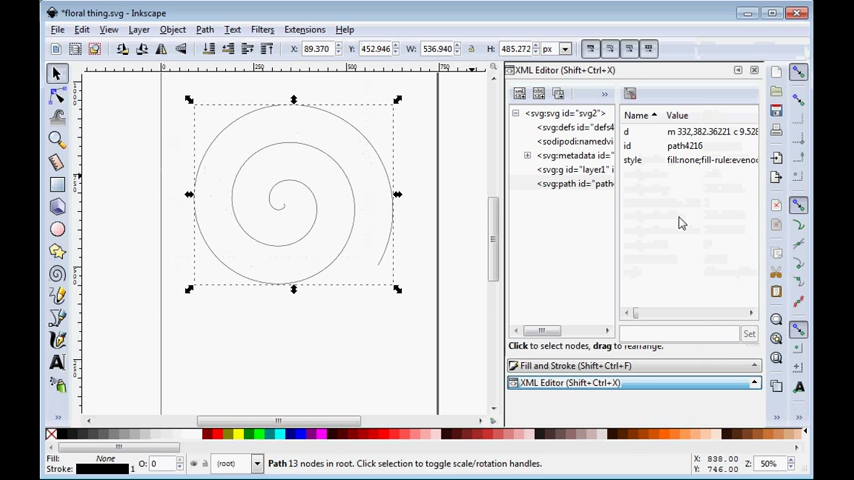 *floral thing.svg - Inkscape
File Edit View Layer Object Path Text Filters Extensions Help
X: 89.370 Y: 452.946 W: 536.940 H: 485.272 px
XML Editor (Shift+Ctrl+X)
0 250 500 750
Name Value
<svg:svg id="svg2">
<svg:defs id="defs4
<sodipodi:namedvi
<svg:metadata id="
<svg:g id="layer1" i
<svg:path id="path
d m 332,382.36221 c 9.528
id path4216
style fill:none;fill-rule:evenoc
Set
Click to select nodes, drag to rearrange.
Fill and Stroke (Shift+Ctrl+F)
XML Editor (Shift+Ctrl+X)
Fill: None
Stroke: 1
O: 0
(root)
Path 13 nodes in root. Click selection to toggle scale/rotation handles.
X: 838.00
Y: 746.00
Z: 50%